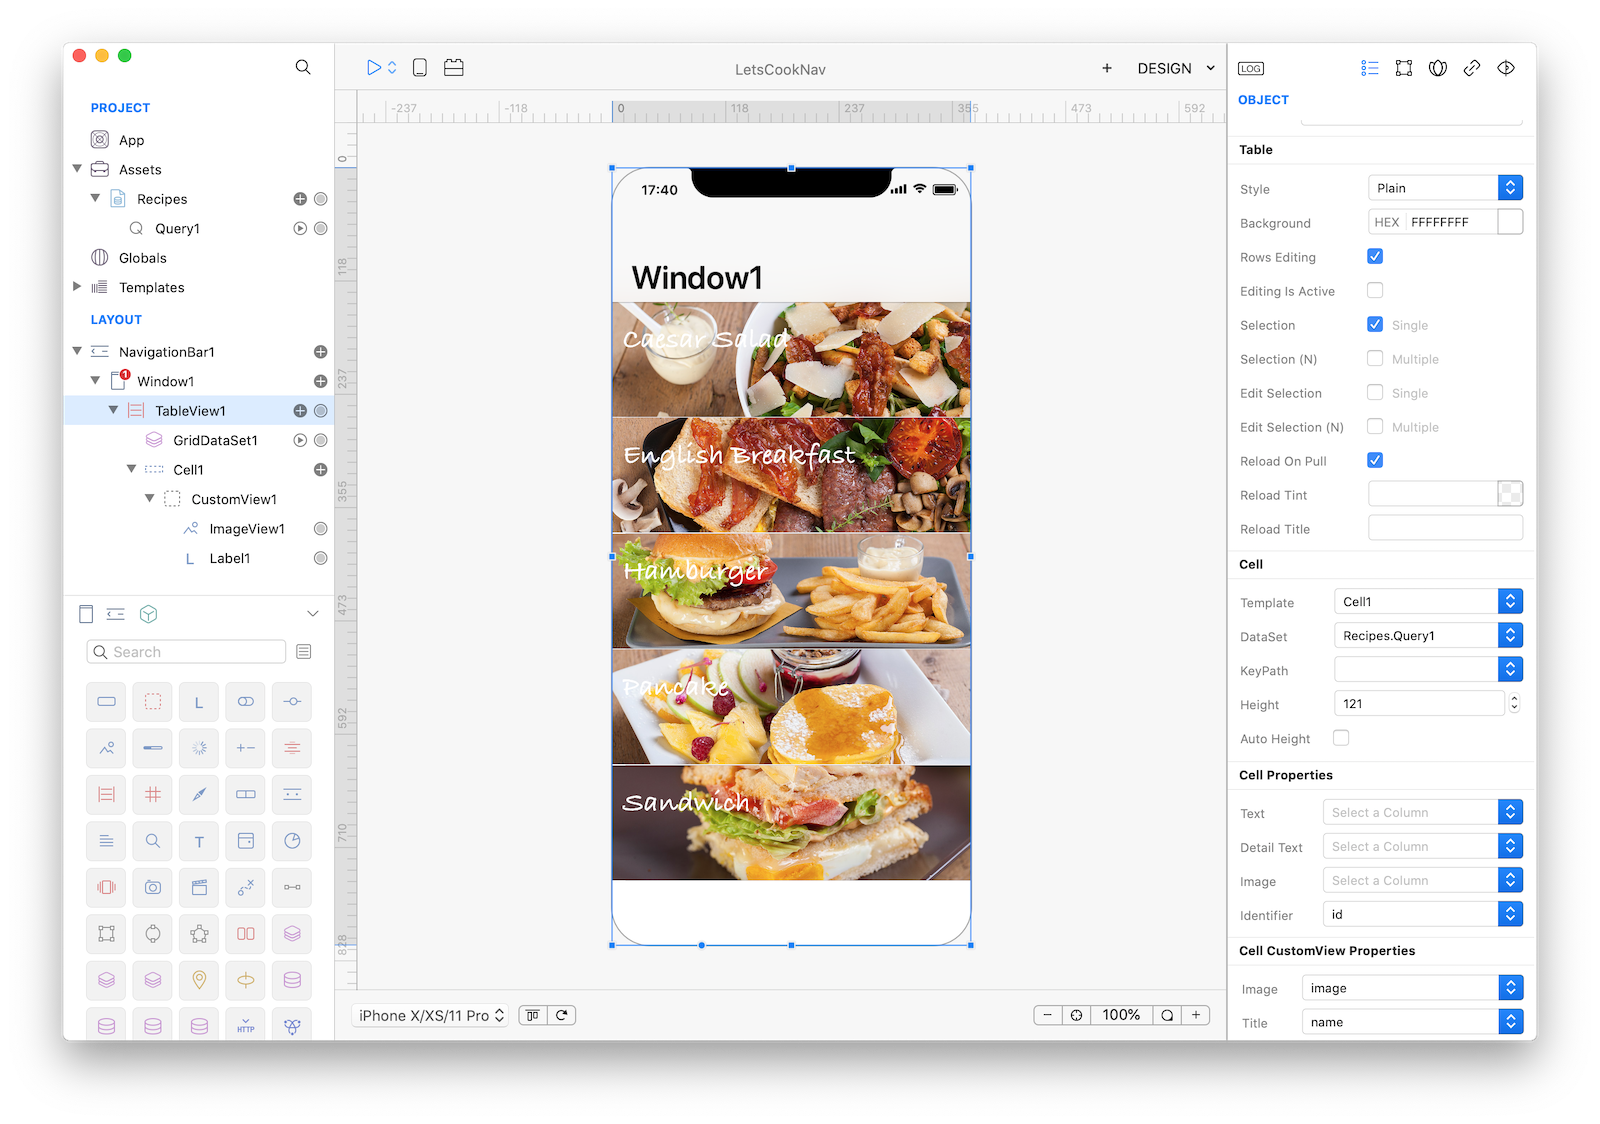 LetsCookNav
DESIGN
LOG
PROJECT
App
Assets
Recipes
Query1
Globals
Templates
LAYOUT
NavigationBar1
1
Window1
TableView1
GridDataSet1
Cell1
CustomView1
ImageView1
L Label1
Search
L
T
HTTP
-237 -118 0 118 237 355 473 592
0
118
237
355
473
592
710
828
17:40
Window1
Caesar Salad
English Breakfast
Hamburger
Pancake
Sandwich
iPhone X/XS/11 Pro
100%
OBJECT
Table
Style Plain
Background HEX FFFFFFFF
Rows Editing
Editing Is Active
Selection Single
Selection (N) Multiple
Edit Selection Single
Edit Selection (N) Multiple
Reload On Pull
Reload Tint
Reload Title
Cell
Template Cell1
DataSet Recipes.Query1
KeyPath
Height 121
Auto Height
Cell Properties
Text Select a Column
Detail Text Select a Column
Image Select a Column
Identifier id
Cell CustomView Properties
Image image
Title name